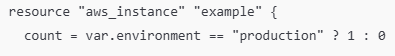 resource "aws_instance" "example" {
  count = var.environment == "production" ? 1 : 0